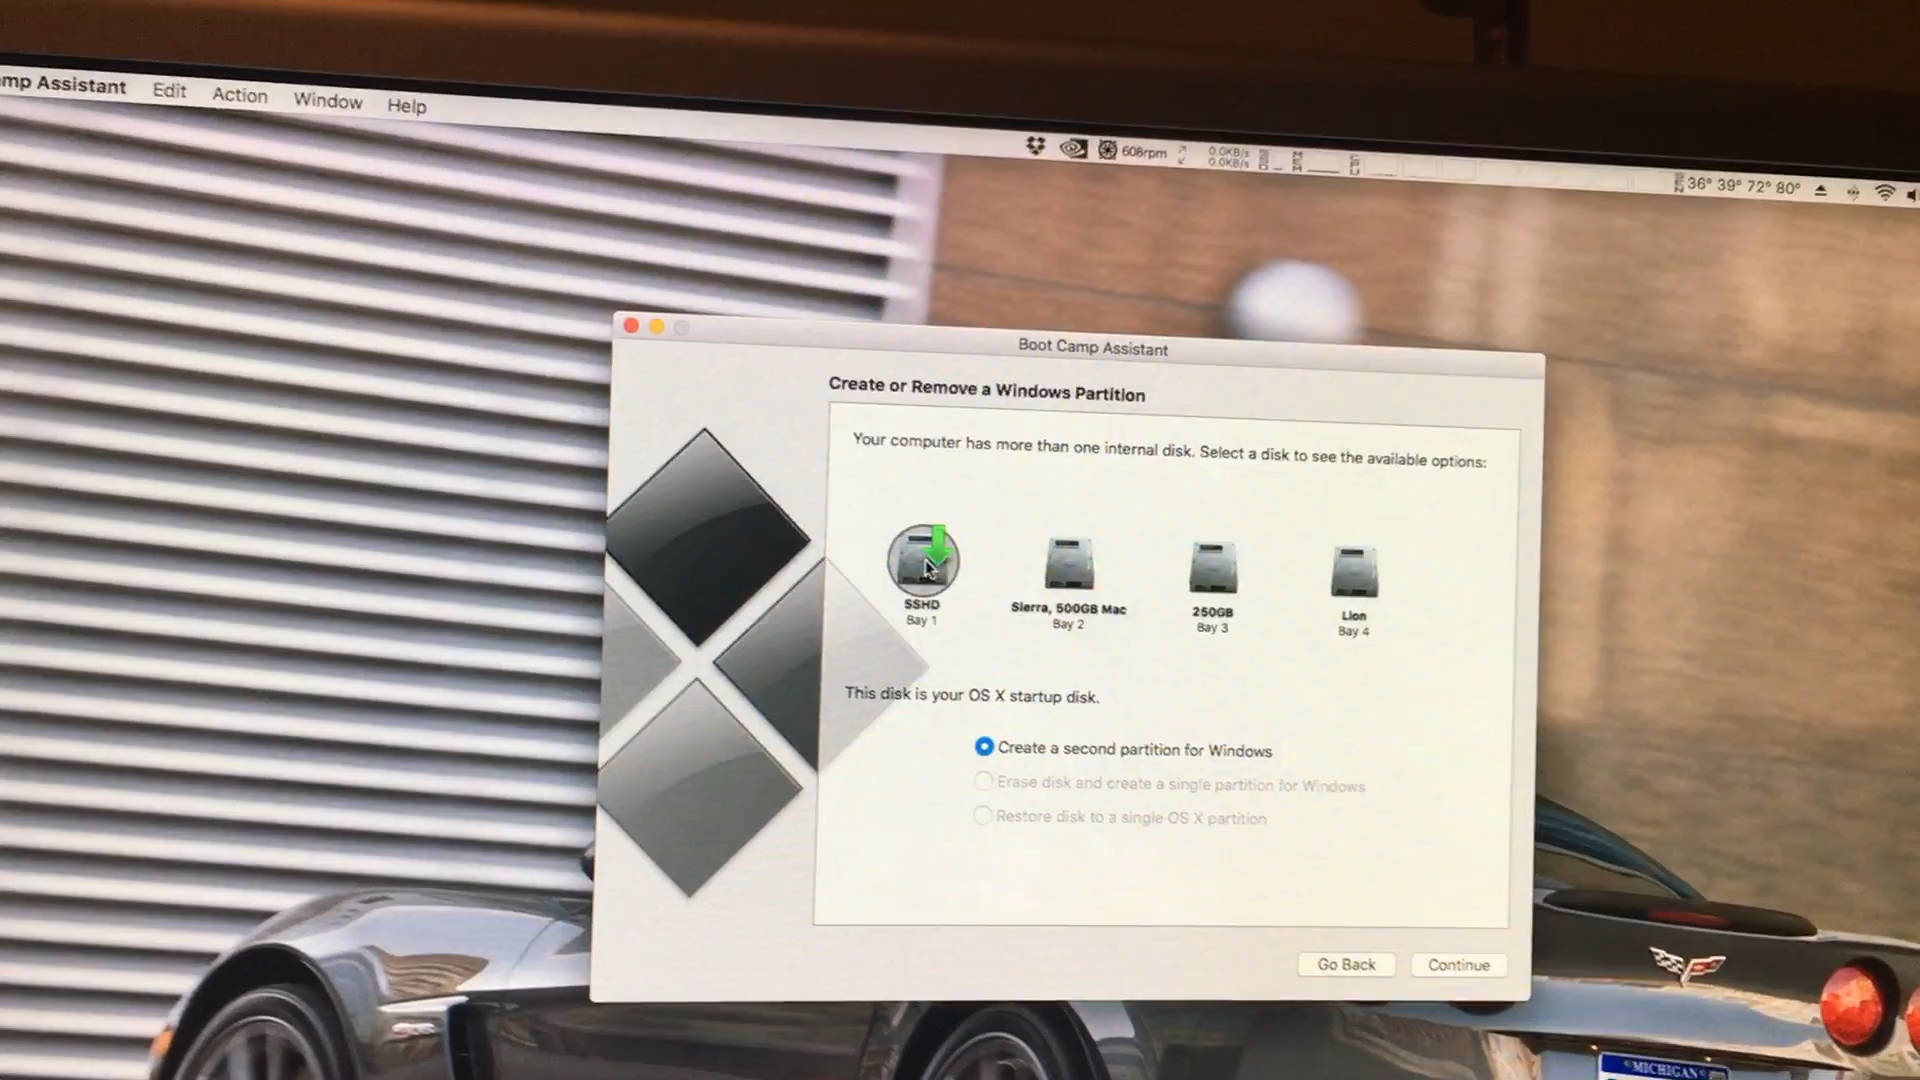 mp Assistant Edit Action Window Help
608rpm
0.0KB/s
0.0KB/s
36° 39° 72° 80°
Boot Camp Assistant
Create or Remove a Windows Partition
Your computer has more than one internal disk. Select a disk to see the available options:
SSHD
Bay 1
Sierra, 500GB Mac
Bay 2
250GB
Bay 3
Lion
Bay 4
This disk is your OS X startup disk.
Create a second partition for Windows
Erase disk and create a single partition for Windows
Restore disk to a single OS X partition
Go Back
Continue
MICHIGAN